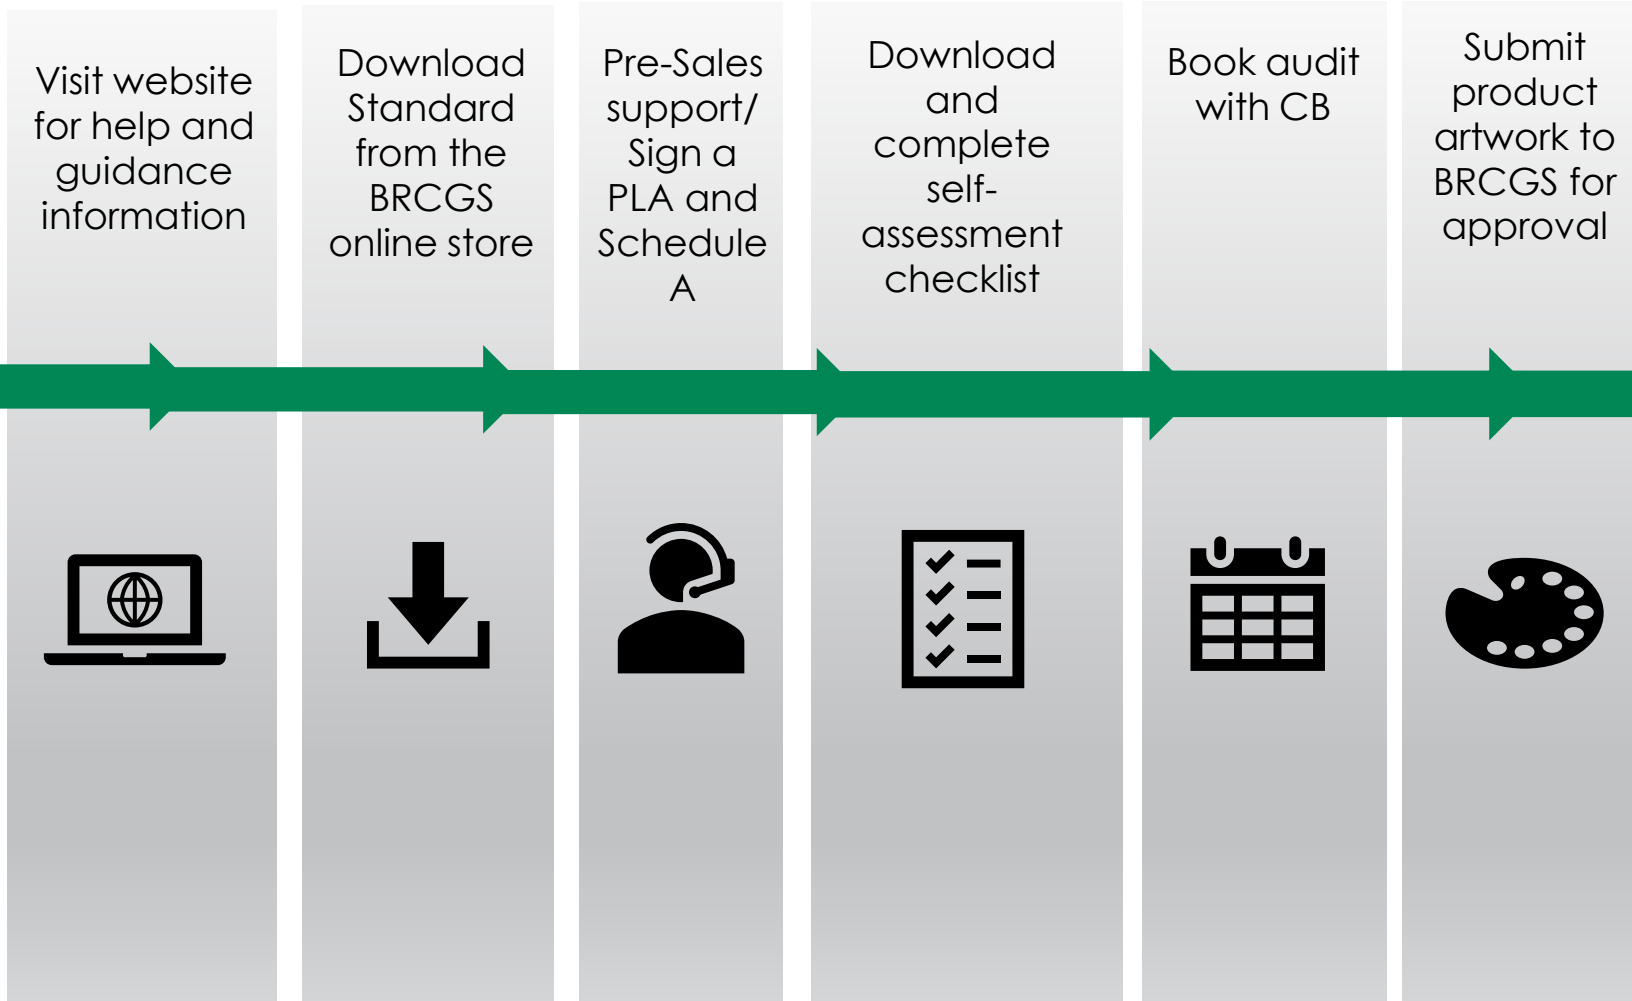 Visit website
for help and
guidance
information
Download
Standard
from the
BRCGS
online store
Pre-Sales
support/
Sign a
PLA and
Schedule
A
Download
and
complete
self-
assessment
checklist
Book audit
with CB
Submit
product
artwork to
BRCGS for
approval